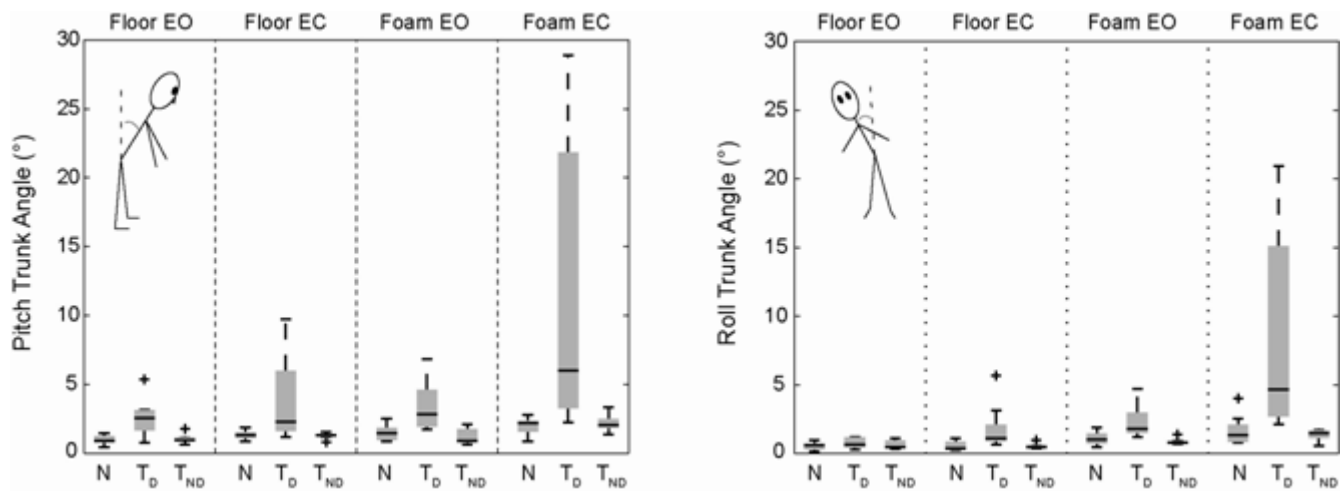 Floor EO Floor EC Foam EO Foam EC
30
25
20
15
10
5
0
Pitch Trunk Angle (°)
N T_D T_ND N T_D T_ND N T_D T_ND N T_D T_ND
Floor EO Floor EC Foam EO Foam EC
30
25
20
15
10
5
0
Roll Trunk Angle (°)
N T_D T_ND N T_D T_ND N T_D T_ND N T_D T_ND